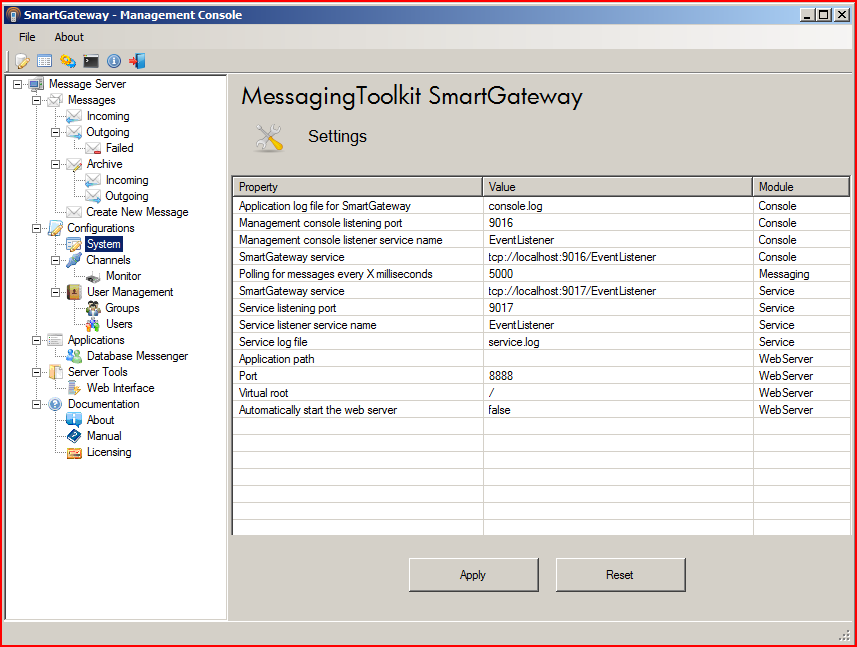 SmartGateway - Management Console
File About
Message Server
Messages
Incoming
Outgoing
Failed
Archive
Incoming
Outgoing
Create New Message
Configurations
System
Channels
Monitor
User Management
Groups
Users
Applications
Database Messenger
Server Tools
Web Interface
Documentation
About
Manual
Licensing
MessagingToolkit SmartGateway
Settings
Property Value Module
Application log file for SmartGateway console.log Console
Management console listening port 9016 Console
Management console listener service name EventListener Console
SmartGateway service tcp://localhost:9016/EventListener Console
Polling for messages every X milliseconds 5000 Messaging
SmartGateway service tcp://localhost:9017/EventListener Service
Service listening port 9017 Service
Service listener service name EventListener Service
Service log file service.log Service
Application path WebServer
Port 8888 WebServer
Virtual root / WebServer
Automatically start the web server false WebServer
Apply Reset